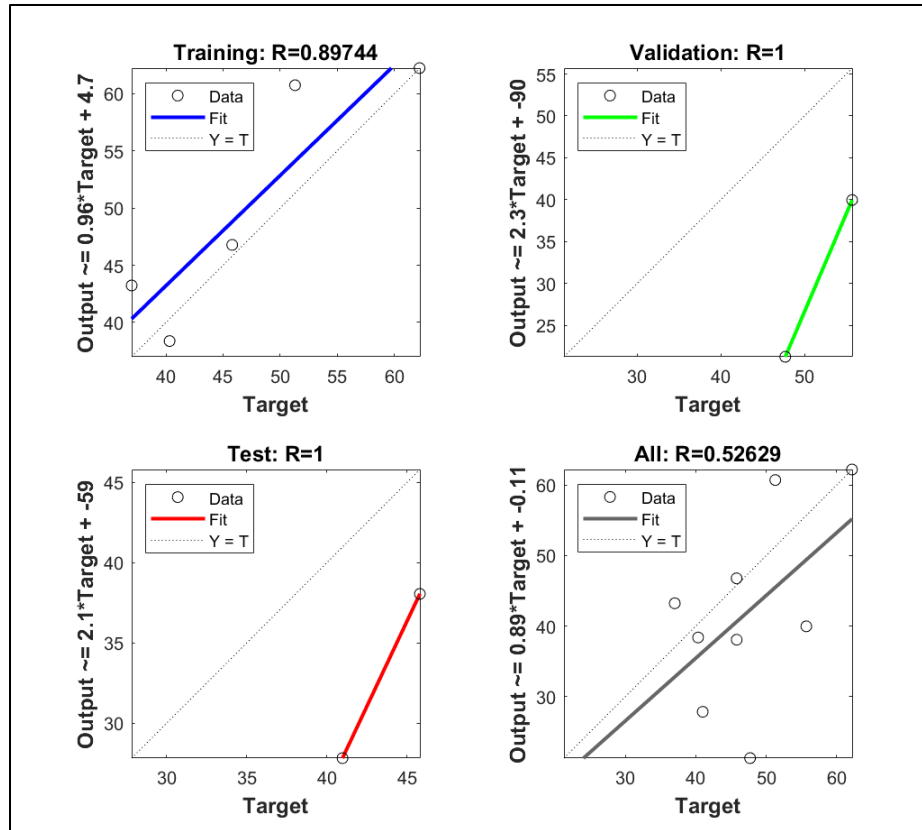 Training: R=0.89744
Output ~= 0.96*Target + 4.7
60
55
50
45
40
Data
Fit
Y = T
40
45
50
55
60
Target
Validation: R=1
Output ~= 2.3*Target + -90
55
50
45
40
35
30
25
Data
Fit
Y = T
30
40
50
Target
Test: R=1
Output ~= 2.1*Target + -59
45
40
35
30
Data
Fit
Y = T
30
35
40
45
Target
All: R=0.52629
Output ~= 0.89*Target + -0.11
60
50
40
30
Data
Fit
Y = T
30
40
50
60
Target